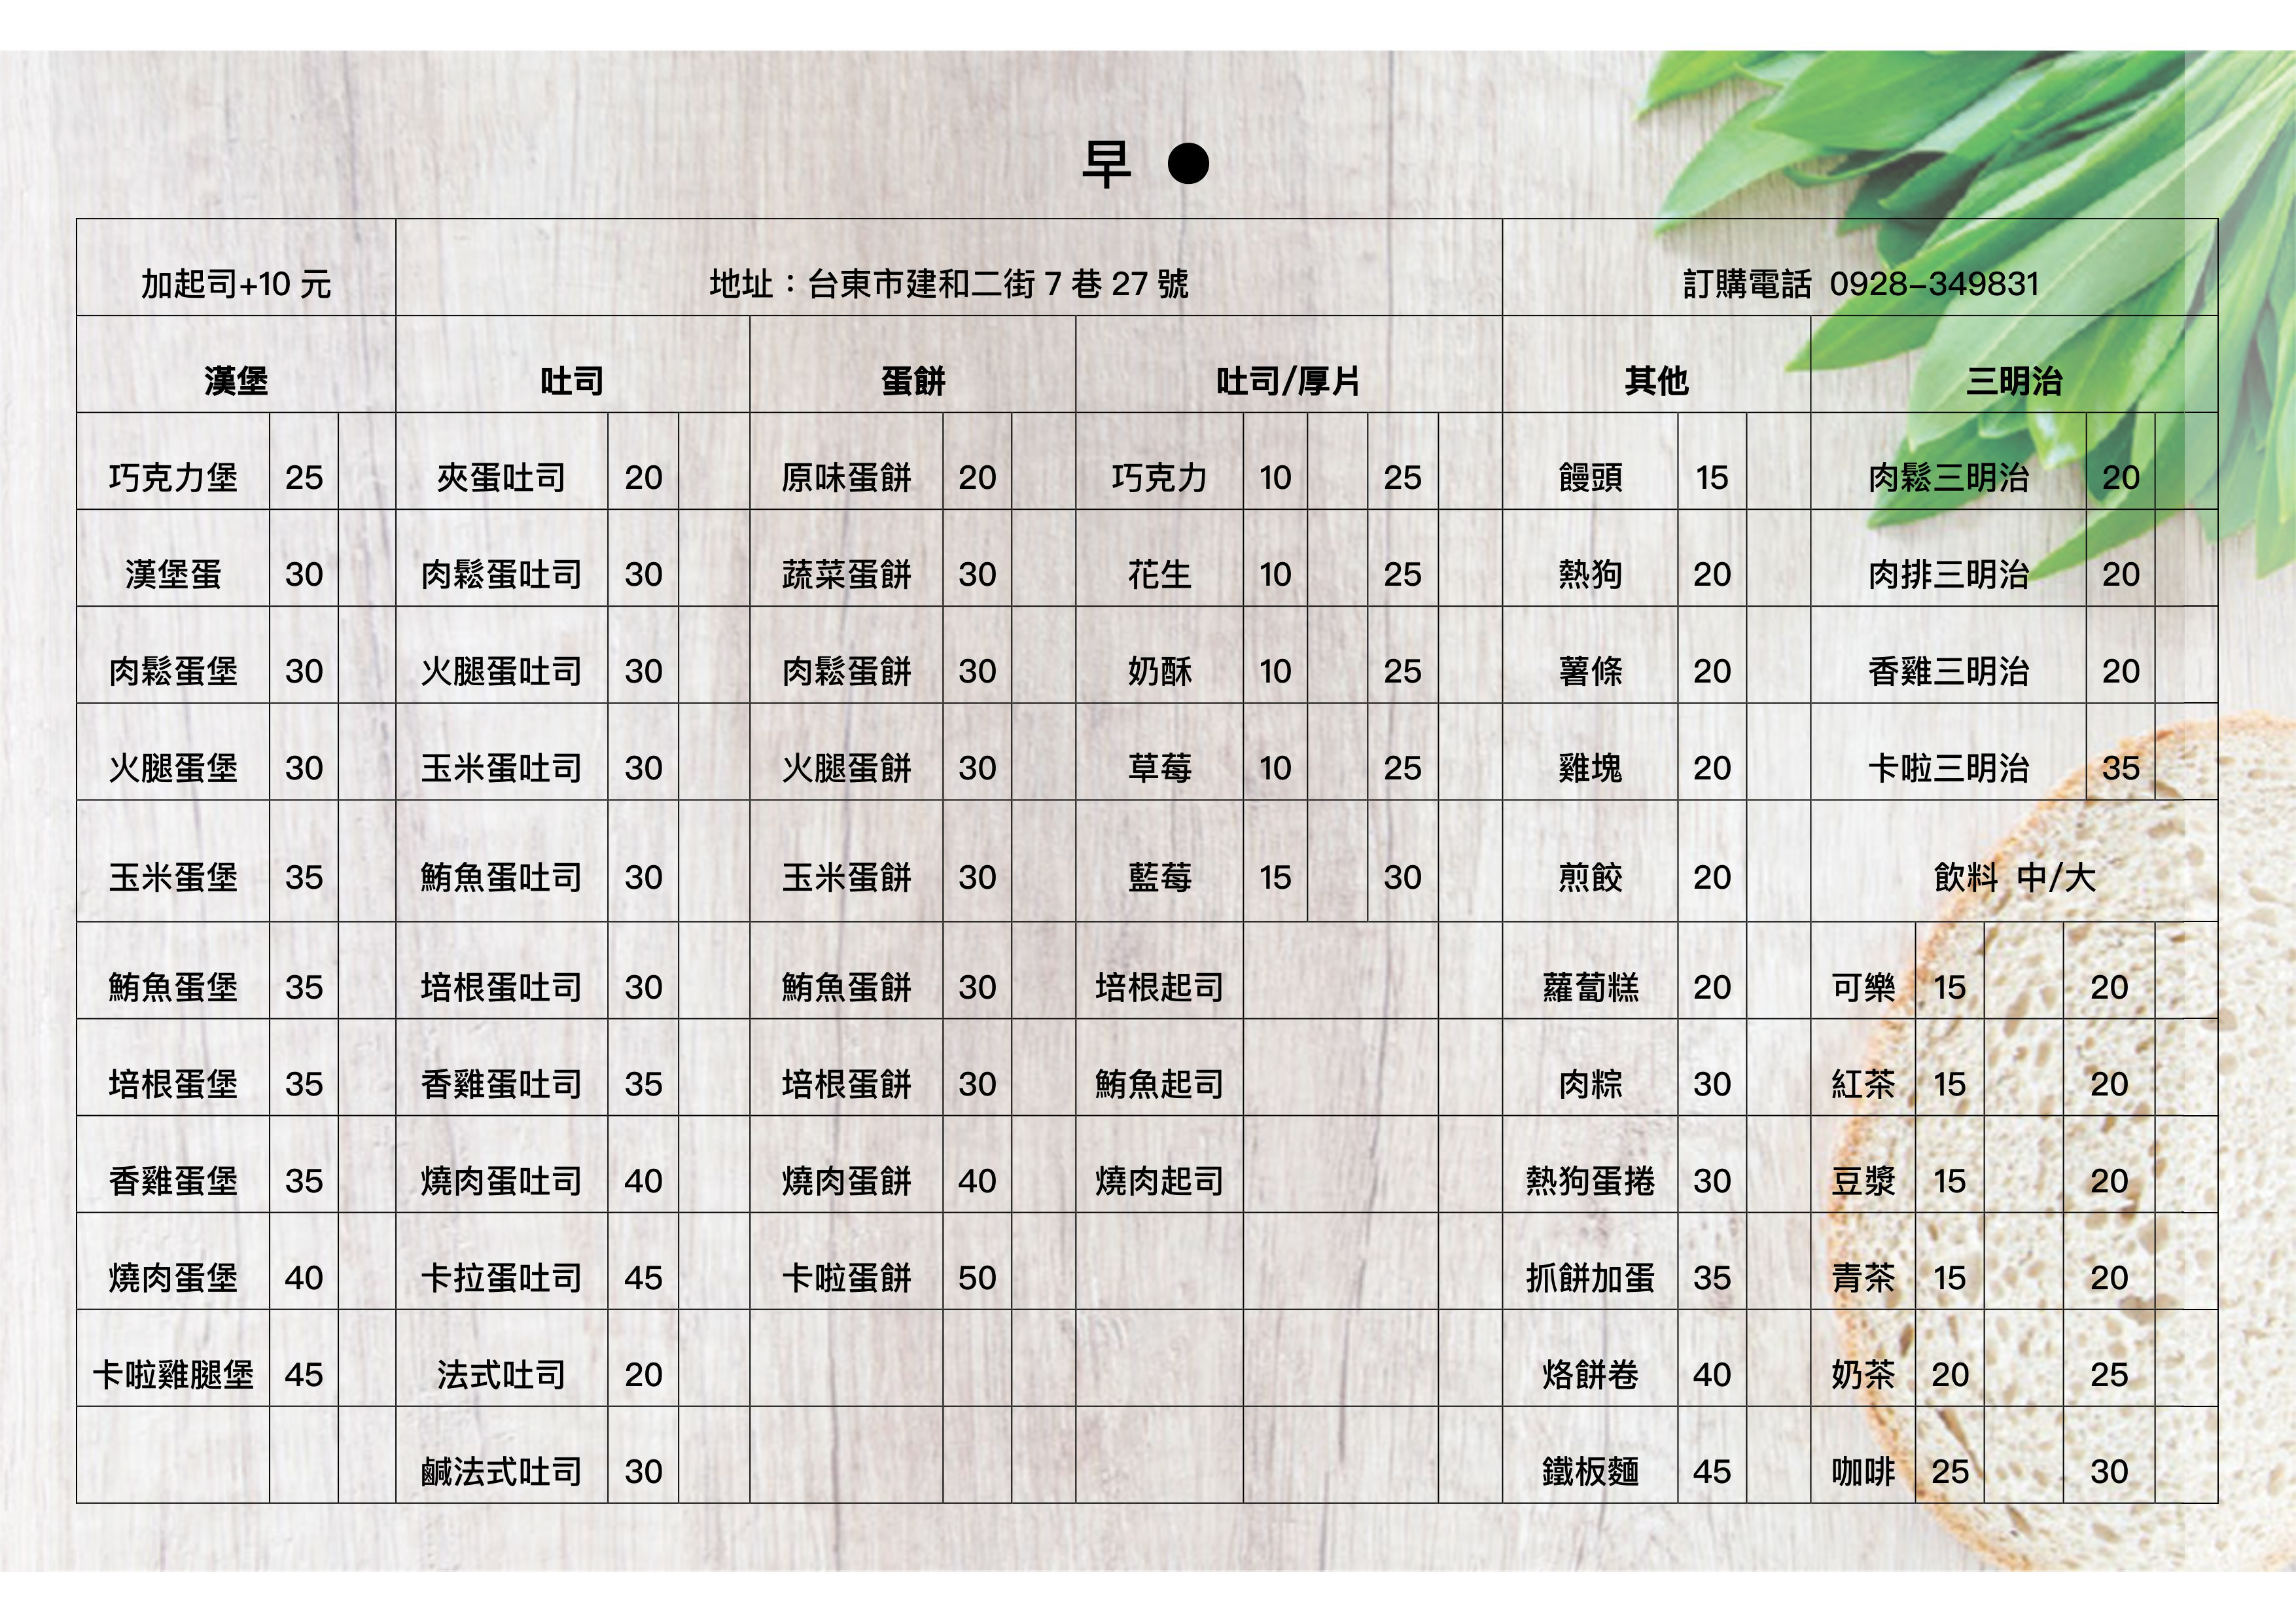 早 ●
加起司+10 元 地址：台東市建和二街 7 巷 27 號 訂購電話 0928-349831
漢堡 吐司 蛋餅 吐司/厚片 其他 三明治
巧克力堡 25 夾蛋吐司 20 原味蛋餅 20 巧克力 10 25 饅頭 15 肉鬆三明治 20
漢堡蛋 30 肉鬆蛋吐司 30 蔬菜蛋餅 30 花生 10 25 熱狗 20 肉排三明治 20
肉鬆蛋堡 30 火腿蛋吐司 30 肉鬆蛋餅 30 奶酥 10 25 薯條 20 香雞三明治 20
火腿蛋堡 30 玉米蛋吐司 30 火腿蛋餅 30 草莓 10 25 雞塊 20 卡啦三明治 35
玉米蛋堡 35 鮪魚蛋吐司 30 玉米蛋餅 30 藍莓 15 30 煎餃 20 飲料 中/大
鮪魚蛋堡 35 培根蛋吐司 30 鮪魚蛋餅 30 培根起司 蘿蔔糕 20 可樂 15 20
培根蛋堡 35 香雞蛋吐司 35 培根蛋餅 30 鮪魚起司 肉粽 30 紅茶 15 20
香雞蛋堡 35 燒肉蛋吐司 40 燒肉蛋餅 40 燒肉起司 熱狗蛋捲 30 豆漿 15 20
燒肉蛋堡 40 卡拉蛋吐司 45 卡啦蛋餅 50 抓餅加蛋 35 青茶 15 20
卡啦雞腿堡 45 法式吐司 20 烙餅卷 40 奶茶 20 25
鹹法式吐司 30 鐵板麵 45 咖啡 25 30